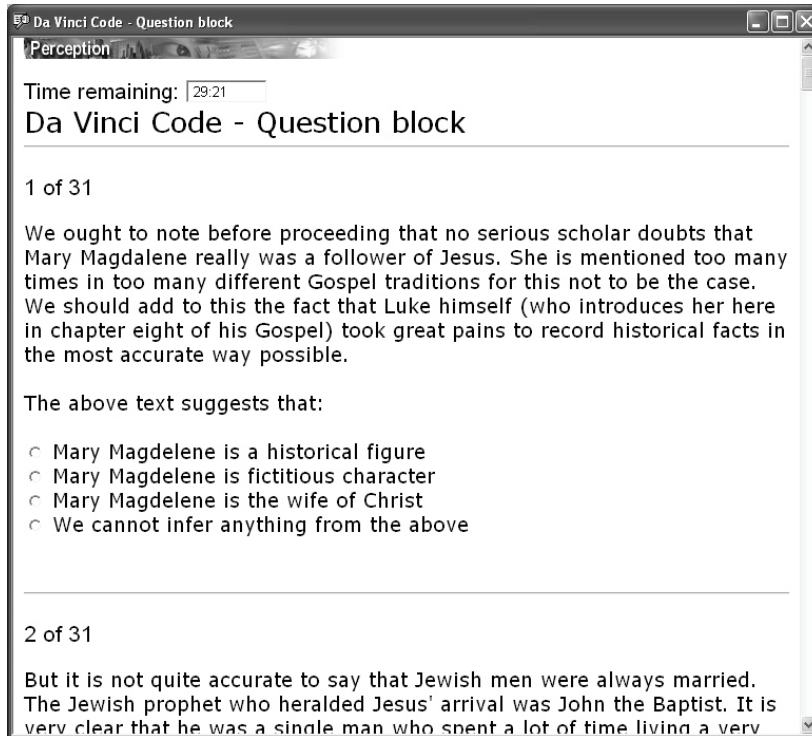 Da Vinci Code - Question block
Perception
Time remaining: 29:21
Da Vinci Code - Question block
1 of 31
We ought to note before proceeding that no serious scholar doubts that
Mary Magdalene really was a follower of Jesus. She is mentioned too many
times in too many different Gospel traditions for this not to be the case.
We should add to this the fact that Luke himself (who introduces her here
in chapter eight of his Gospel) took great pains to record historical facts in
the most accurate way possible.
The above text suggests that:
Mary Magdelene is a historical figure
Mary Magdelene is fictitious character
Mary Magdelene is the wife of Christ
We cannot infer anything from the above
2 of 31
But it is not quite accurate to say that Jewish men were always married.
The Jewish prophet who heralded Jesus' arrival was John the Baptist. It is
very clear that he was a single man who spent a lot of time living a very